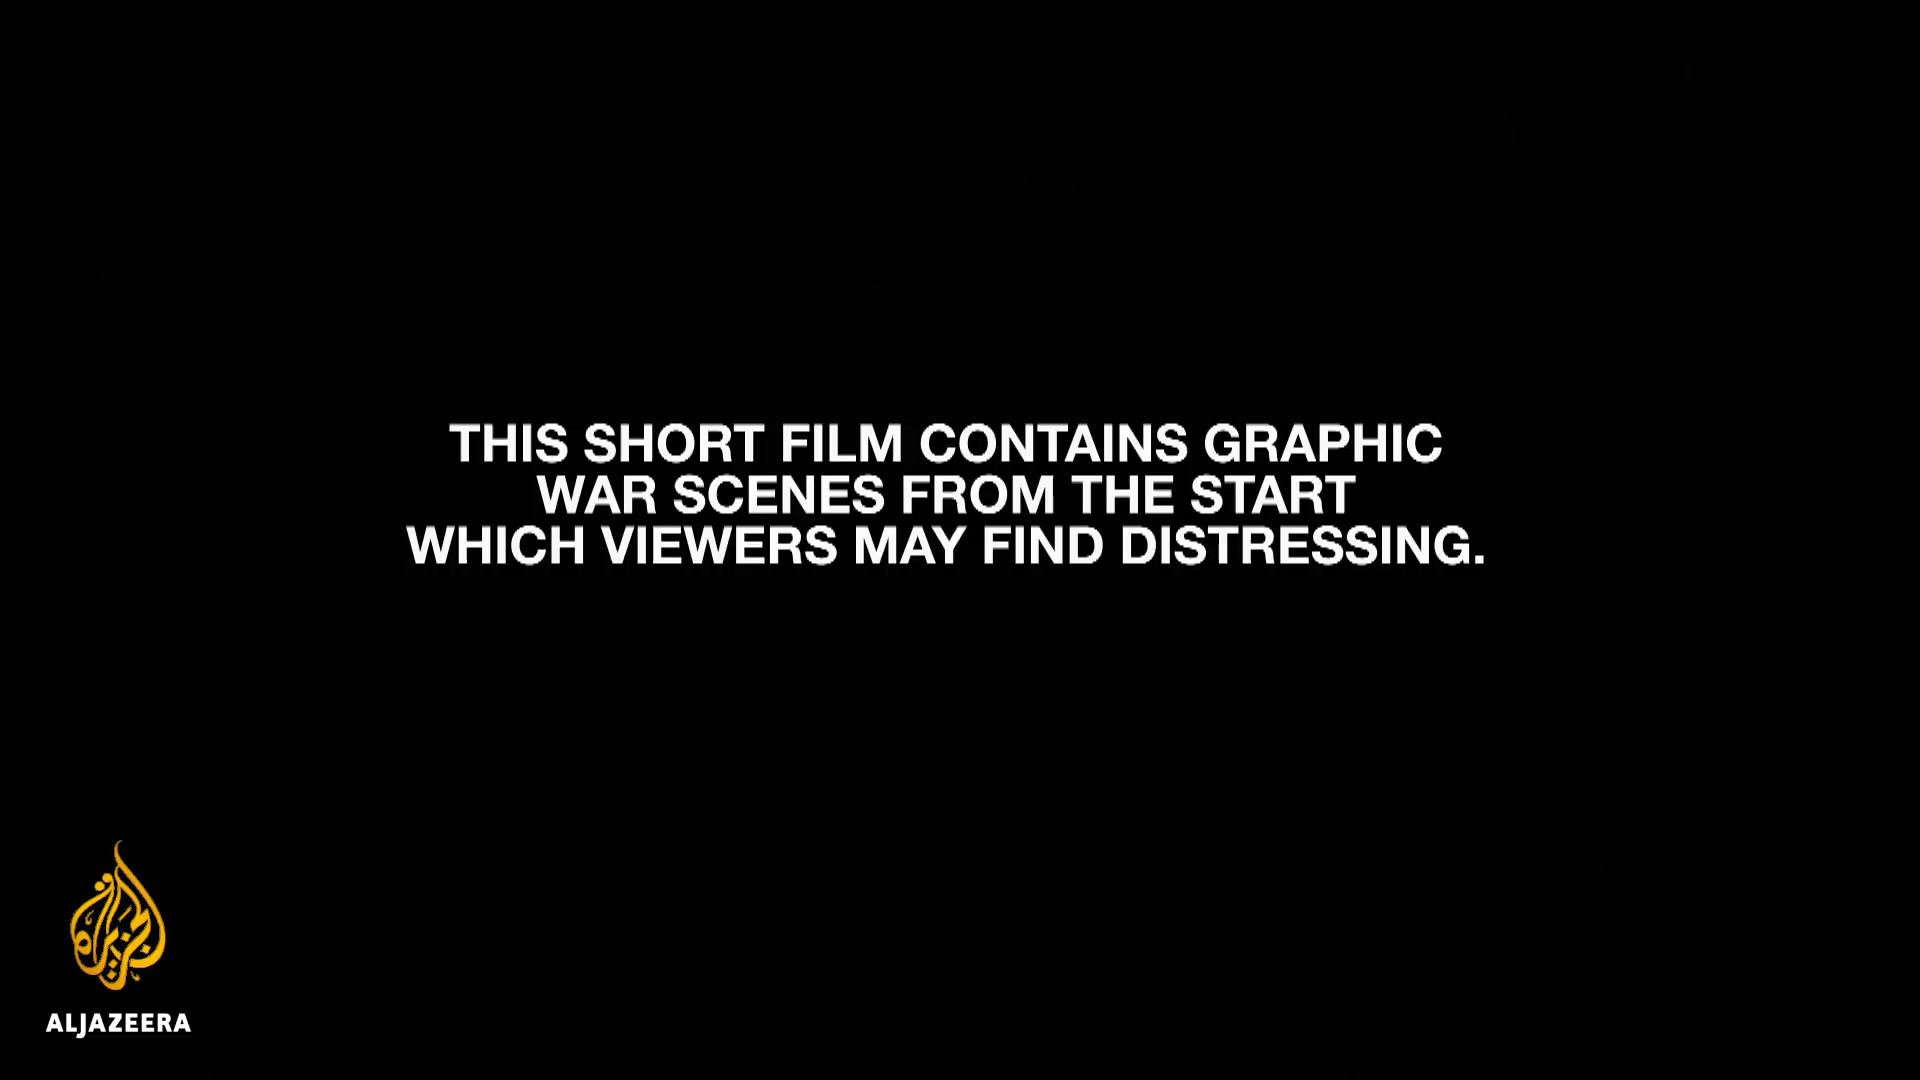 THIS SHORT FILM CONTAINS GRAPHIC
WAR SCENES FROM THE START
WHICH VIEWERS MAY FIND DISTRESSING.
الجزيرة
ALJAZEERA